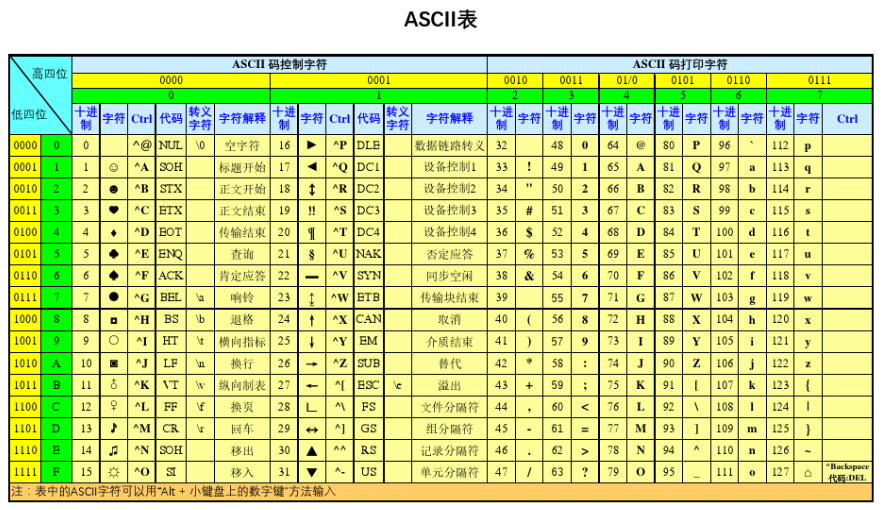 ASCII表
高四位 ASCII 码控制字符 ASCII 码打印字符
0000 0001 0010 0011 01/0 0101 0110 0111
0 1 2 3 4 5 6 7
低四位 十进制 字符 Ctrl 代码 转义字符 字符解释 十进制 字符 Ctrl 代码 转义字符 字符解释 十进制 字符 十进制 字符 十进制 字符 十进制 字符 十进制 字符 十进制 字符 Ctrl
0000 0 0 ^@ NUL \0 空字符 16 ► ^P DLE 数据链路转义 32 48 0 64 @ 80 P 96 ` 112 p
0001 1 1 ☺ ^A SOH 标题开始 17 ◄ ^Q DC1 设备控制1 33 ! 49 1 65 A 81 Q 97 a 113 q
0010 2 2 ☻ ^B STX 正文开始 18 ↕ ^R DC2 设备控制2 34 " 50 2 66 B 82 R 98 b 114 r
0011 3 3 ♥ ^C ETX 正文结束 19 ‼ ^S DC3 设备控制3 35 # 51 3 67 C 83 S 99 c 115 s
0100 4 4 ♦ ^D EOT 传输结束 20 ¶ ^T DC4 设备控制4 36 $ 52 4 68 D 84 T 100 d 116 t
0101 5 5 ♣ ^E ENQ 查询 21 § ^U NAK 否定应答 37 % 53 5 69 E 85 U 101 e 117 u
0110 6 6 ♠ ^F ACK 肯定应答 22 ▬ ^V SYN 同步空闲 38 & 54 6 70 F 86 V 102 f 118 v
0111 7 7 ● ^G BEL \a 响铃 23 ↨ ^W ETB 传输块结束 39 55 7 71 G 87 W 103 g 119 w
1000 8 8 ◘ ^H BS \b 退格 24 ↑ ^X CAN 取消 40 ( 56 8 72 H 88 X 104 h 120 x
1001 9 9 ○ ^I HT \t 横向指标 25 ↓ ^Y EM 介质结束 41 ) 57 9 73 I 89 Y 105 i 121 y
1010 A 10 ◙ ^J LF \n 换行 26 → ^Z SUB 替代 42 * 58 : 74 J 90 Z 106 j 122 z
1011 B 11 ♂ ^K VT \v 纵向制表 27 ← ^[ ESC \e 溢出 43 + 59 ; 75 K 91 [ 107 k 123 {
1100 C 12 ♀ ^L FF \f 换页 28 ∟ ^\ FS 文件分隔符 44 , 60 < 76 L 92 \ 108 l 124 |
1101 D 13 ♪ ^M CR \r 回车 29 ↔ ^] GS 组分隔符 45 - 61 = 77 M 93 ] 109 m 125 }
1110 E 14 ♫ ^N SOH 移出 30 ▲ ^^ RS 记录分隔符 46 . 62 > 78 N 94 ^ 110 n 126 ~
1111 F 15 ☼ ^O SI 移入 31 ▼ ^- US 单元分隔符 47 / 63 ? 79 O 95 _ 111 o 127 ⌂ ^Backspace 代码:DEL
注：表中的ASCII字符可以用"Alt + 小键盘上的数字键"方法输入